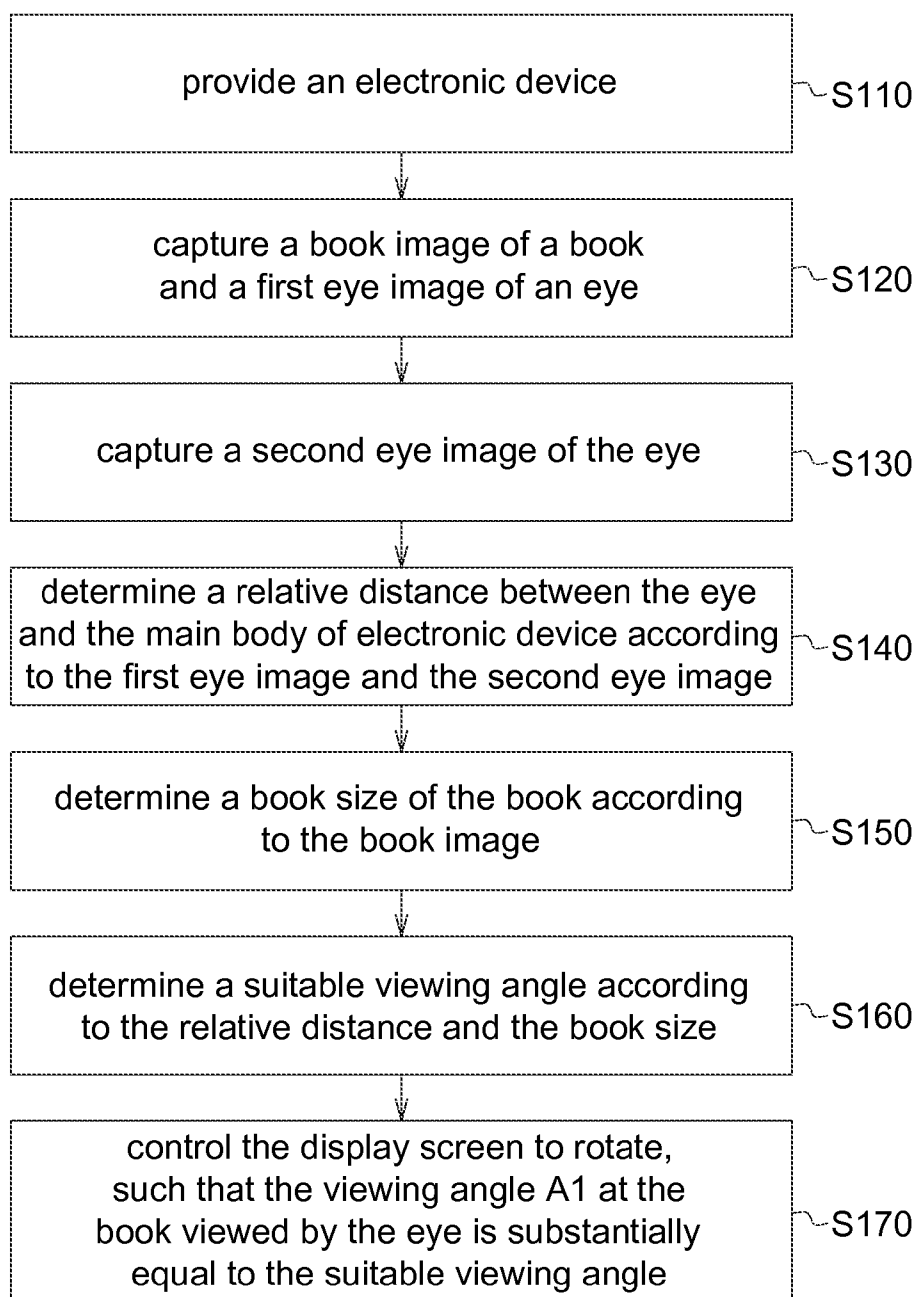 provide an electronic device
S110
capture a book image of a book
and a first eye image of an eye
S120
capture a second eye image of the eye
S130
determine a relative distance between the eye
and the main body of electronic device according
to the first eye image and the second eye image
S140
determine a book size of the book according
to the book image
S150
determine a suitable viewing angle according
to the relative distance and the book size
S160
control the display screen to rotate,
such that the viewing angle A1 at the
book viewed by the eye is substantially
equal to the suitable viewing angle
S170